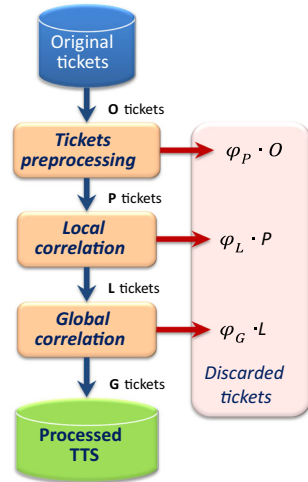 Original
tickets
O tickets
Tickets
preprocessing
φP · O
P tickets
Local
correlation
φL · P
L tickets
Global
correlation
φG · L
G tickets
Discarded
tickets
Processed
TTS